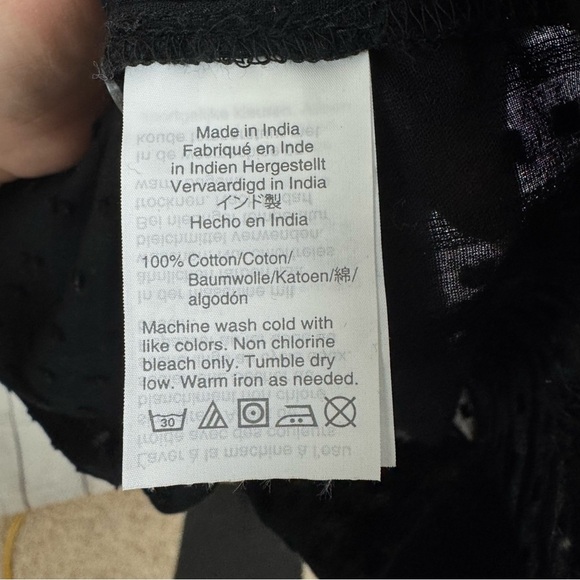 Made in India
Fabriqué en Inde
in Indien Hergestellt
Vervaardigd in India
インド製
Hecho en India
100% Cotton/Coton/
Baumwolle/Katoen/綿/
algodón
Machine wash cold with
like colors. Non chlorine
bleach only. Tumble dry
low. Warm iron as needed.
30